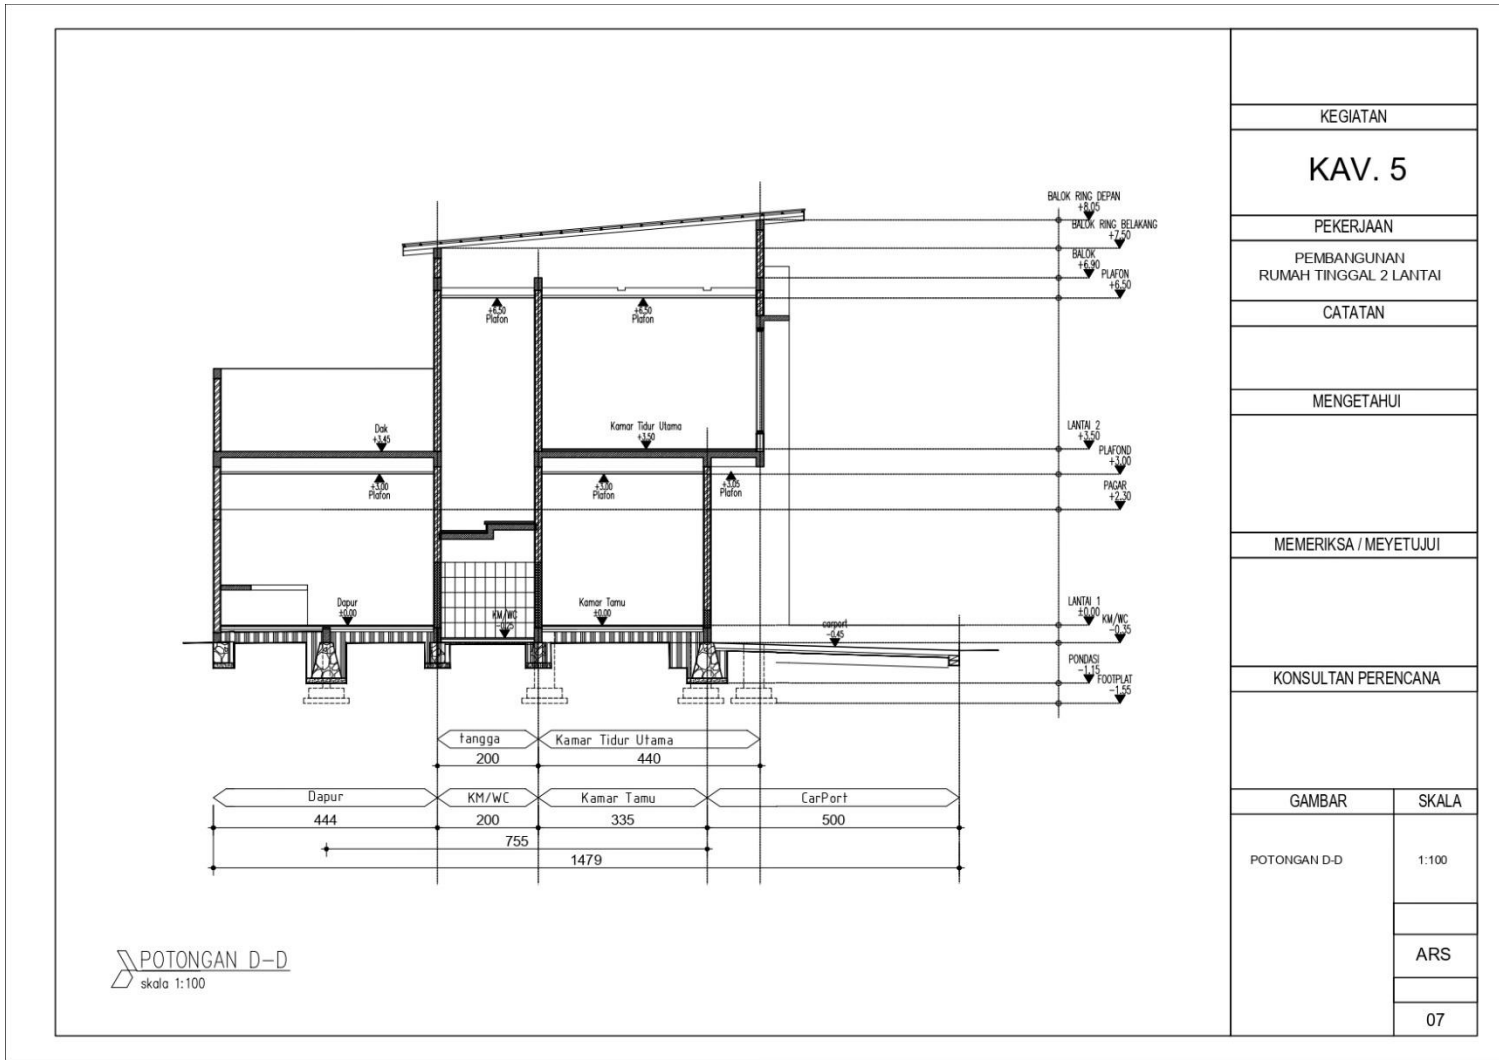 BALOK RING DEPAN
+8.05
BALOK RING BELAKANG
+7.50
BALOK
+6.90
PLAFON
+6.50
+6.50
Plafon
+6.50
Plafon
Dak
+3.45
Kamar Tidur Utama
+3.50
LANTAI 2
+3.50
PLAFOND
+3.00
+3.00
Plafon
+3.00
Plafon
+3.05
Plafon
PAGAR
+2.30
Dapur
±0.00
KM/WC
Kamar Tamu
±0.00
carport
-0.45
LANTAI 1
±0.00
KM/WC
-0.35
PONDASI
-1.15
FOOTPLAT
-1.55
tangga
Kamar Tidur Utama
200
440
Dapur
KM/WC
Kamar Tamu
CarPort
444
200
335
500
755
1479
POTONGAN D-D
skala 1:100
KEGIATAN
KAV. 5
PEKERJAAN
PEMBANGUNAN
RUMAH TINGGAL 2 LANTAI
CATATAN
MENGETAHUI
MEMERIKSA / MEYETUJUI
KONSULTAN PERENCANA
GAMBAR
SKALA
POTONGAN D-D
1:100
ARS
07